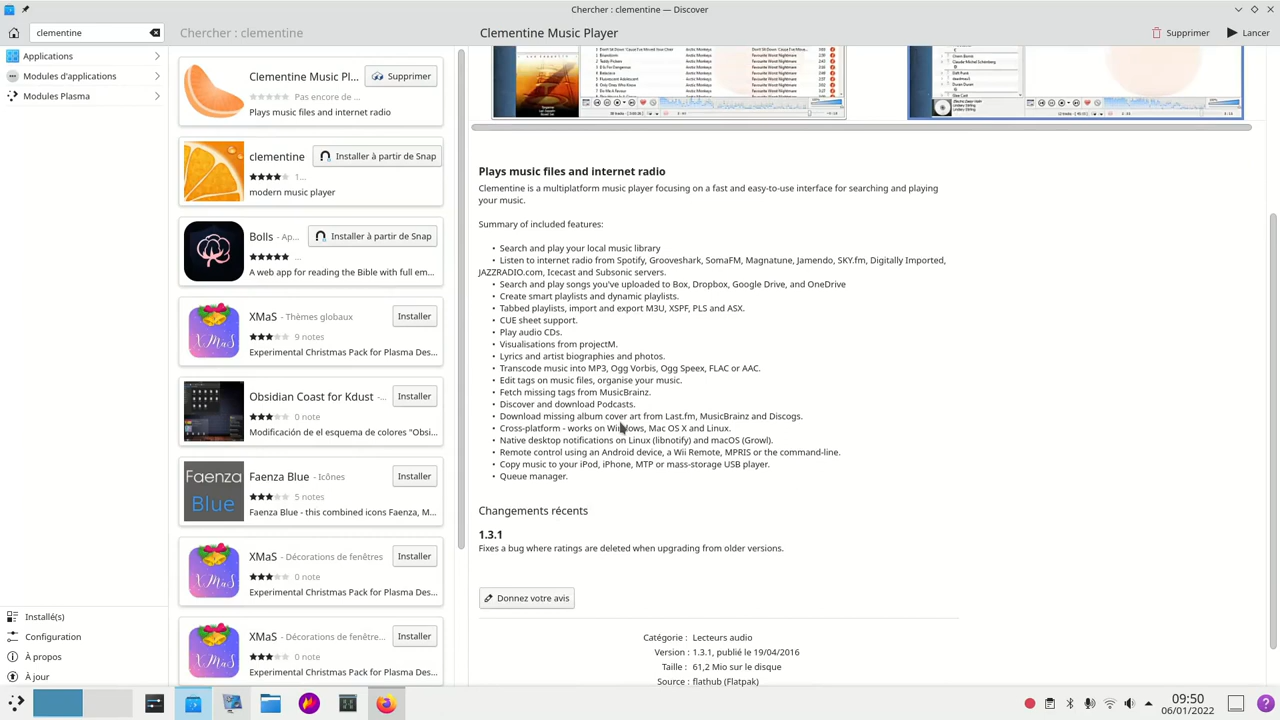 Chercher : clementine — Discover
clementine
Chercher : clementine
Clementine Music Player
Supprimer
Lancer
Applications
Modules d'applications
Clementine Music Pl...
Supprimer
music files and internet radio
clementine
Installer à partir de Snap
1...
modern music player
Bolls - Ap...
Installer à partir de Snap
...
A web app for reading the Bible with full em...
XMaS - Thèmes globaux
Installer
9 notes
Experimental Christmas Pack for Plasma Des...
Obsidian Coast for Kdust -
Installer
0 note
Modificación de el esquema de colores "Obsi...
Faenza
Blue
Faenza Blue - Icônes
Installer
5 notes
Faenza Blue - this combined icons Faenza, M...
XMaS - Décorations de fenêtres
Installer
0 note
Experimental Christmas Pack for Plasma Des...
XMaS - Décorations de fenêtre...
Installer
0 note
Experimental Christmas Pack for Plasma Des...
Installé(s)
Configuration
À propos
À jour
Plays music files and internet radio
Clementine is a multiplatform music player focusing on a fast and easy-to-use interface for searching and playing
your music.
Summary of included features:
• Search and play your local music library
• Listen to internet radio from Spotify, Grooveshark, SomaFM, Magnatune, Jamendo, SKY.fm, Digitally Imported,
JAZZRADIO.com, Icecast and Subsonic servers.
• Search and play songs you've uploaded to Box, Dropbox, Google Drive, and OneDrive
• Create smart playlists and dynamic playlists.
• Tabbed playlists, import and export M3U, XSPF, PLS and ASX.
• CUE sheet support.
• Play audio CDs.
• Visualisations from projectM.
• Lyrics and artist biographies and photos.
• Transcode music into MP3, Ogg Vorbis, Ogg Speex, FLAC or AAC.
• Edit tags on music files, organise your music.
• Fetch missing tags from MusicBrainz.
• Discover and download Podcasts.
• Download missing album cover art from Last.fm, MusicBrainz and Discogs.
• Cross-platform - works on Windows, Mac OS X and Linux.
• Native desktop notifications on Linux (libnotify) and macOS (Growl).
• Remote control using an Android device, a Wii Remote, MPRIS or the command-line.
• Copy music to your iPod, iPhone, MTP or mass-storage USB player.
• Queue manager.
Changements récents
1.3.1
Fixes a bug where ratings are deleted when upgrading from older versions.
Donnez votre avis
Catégorie : Lecteurs audio
Version : 1.3.1, publié le 19/04/2016
Taille : 61,2 Mio sur le disque
Source : flathub (Flatpak)
09:50
06/01/2022